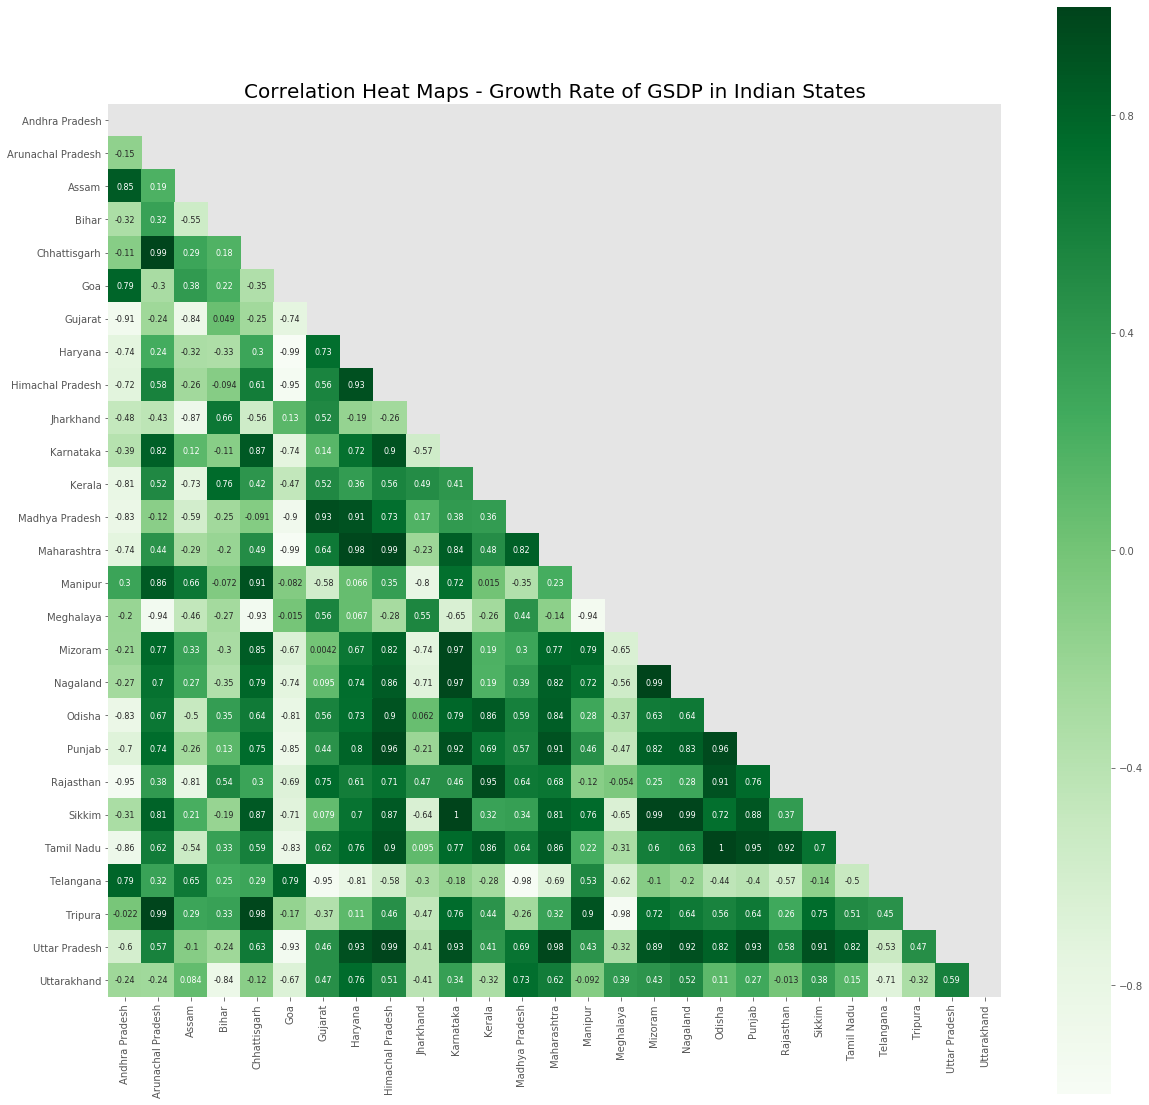 Correlation Heat Maps - Growth Rate of GSDP in Indian States
Andhra Pradesh
Arunachal Pradesh -0.15
Assam 0.85 0.19
Bihar -0.32 0.32 -0.55
Chhattisgarh -0.11 0.99 0.29 0.18
Goa 0.79 -0.3 0.38 0.22 -0.35
Gujarat -0.91 -0.24 -0.84 0.049 -0.25 -0.74
Haryana -0.74 0.24 -0.32 -0.33 0.3 -0.99 0.73
Himachal Pradesh -0.72 0.58 -0.26 -0.094 0.61 -0.95 0.56 0.93
Jharkhand -0.48 -0.43 -0.87 0.66 -0.56 0.13 0.52 -0.19 -0.26
Karnataka -0.39 0.82 0.12 -0.11 0.87 -0.74 0.14 0.72 0.9 -0.57
Kerala -0.81 0.52 -0.73 0.76 0.42 -0.47 0.52 0.36 0.56 0.49 0.41
Madhya Pradesh -0.83 -0.12 -0.59 -0.25 -0.091 -0.9 0.93 0.91 0.73 0.17 0.38 0.36
Maharashtra -0.74 0.44 -0.29 -0.2 0.49 -0.99 0.64 0.98 0.99 -0.23 0.84 0.48 0.82
Manipur 0.3 0.86 0.66 -0.072 0.91 -0.082 -0.58 0.066 0.35 -0.8 0.72 0.015 -0.35 0.23
Meghalaya -0.2 -0.94 -0.46 -0.27 -0.93 -0.015 0.56 0.067 -0.28 0.55 -0.65 -0.26 0.44 -0.14 -0.94
Mizoram -0.21 0.77 0.33 -0.3 0.85 -0.67 0.0042 0.67 0.82 -0.74 0.97 0.19 0.3 0.77 0.79 -0.65
Nagaland -0.27 0.7 0.27 -0.35 0.79 -0.74 0.095 0.74 0.86 -0.71 0.97 0.19 0.39 0.82 0.72 -0.56 0.99
Odisha -0.83 0.67 -0.5 0.35 0.64 -0.81 0.56 0.73 0.9 0.062 0.79 0.86 0.59 0.84 0.28 -0.37 0.63 0.64
Punjab -0.7 0.74 -0.26 0.13 0.75 -0.85 0.44 0.8 0.96 -0.21 0.92 0.69 0.57 0.91 0.46 -0.47 0.82 0.83 0.96
Rajasthan -0.95 0.38 -0.81 0.54 0.3 -0.69 0.75 0.61 0.71 0.47 0.46 0.95 0.64 0.68 -0.12 -0.054 0.25 0.28 0.91 0.76
Sikkim -0.31 0.81 0.21 -0.19 0.87 -0.71 0.079 0.7 0.87 -0.64 1 0.32 0.34 0.81 0.76 -0.65 0.99 0.99 0.72 0.88 0.37
Tamil Nadu -0.86 0.62 -0.54 0.33 0.59 -0.83 0.62 0.76 0.9 0.095 0.77 0.86 0.64 0.86 0.22 -0.31 0.6 0.63 1 0.95 0.92 0.7
Telangana 0.79 0.32 0.65 0.25 0.29 0.79 -0.95 -0.81 -0.58 -0.3 -0.18 -0.28 -0.98 -0.69 0.53 -0.62 -0.1 -0.2 -0.44 -0.4 -0.57 -0.14 -0.5
Tripura -0.022 0.99 0.29 0.33 0.98 -0.17 -0.37 0.11 0.46 -0.47 0.76 0.44 -0.26 0.32 0.9 -0.98 0.72 0.64 0.56 0.64 0.26 0.75 0.51 0.45
Uttar Pradesh -0.6 0.57 -0.1 -0.24 0.63 -0.93 0.46 0.93 0.99 -0.41 0.93 0.41 0.69 0.98 0.43 -0.32 0.89 0.92 0.82 0.93 0.58 0.91 0.82 -0.53 0.47
Uttarakhand -0.24 -0.24 0.084 -0.84 -0.12 -0.67 0.47 0.76 0.51 -0.41 0.34 -0.32 0.73 0.62 -0.092 0.39 0.43 0.52 0.11 0.27 -0.013 0.38 0.15 -0.71 -0.32 0.59
Andhra Pradesh
Arunachal Pradesh
Assam
Bihar
Chhattisgarh
Goa
Gujarat
Haryana
Himachal Pradesh
Jharkhand
Karnataka
Kerala
Madhya Pradesh
Maharashtra
Manipur
Meghalaya
Mizoram
Nagaland
Odisha
Punjab
Rajasthan
Sikkim
Tamil Nadu
Telangana
Tripura
Uttar Pradesh
Uttarakhand
0.8
0.4
0.0
−0.4
−0.8